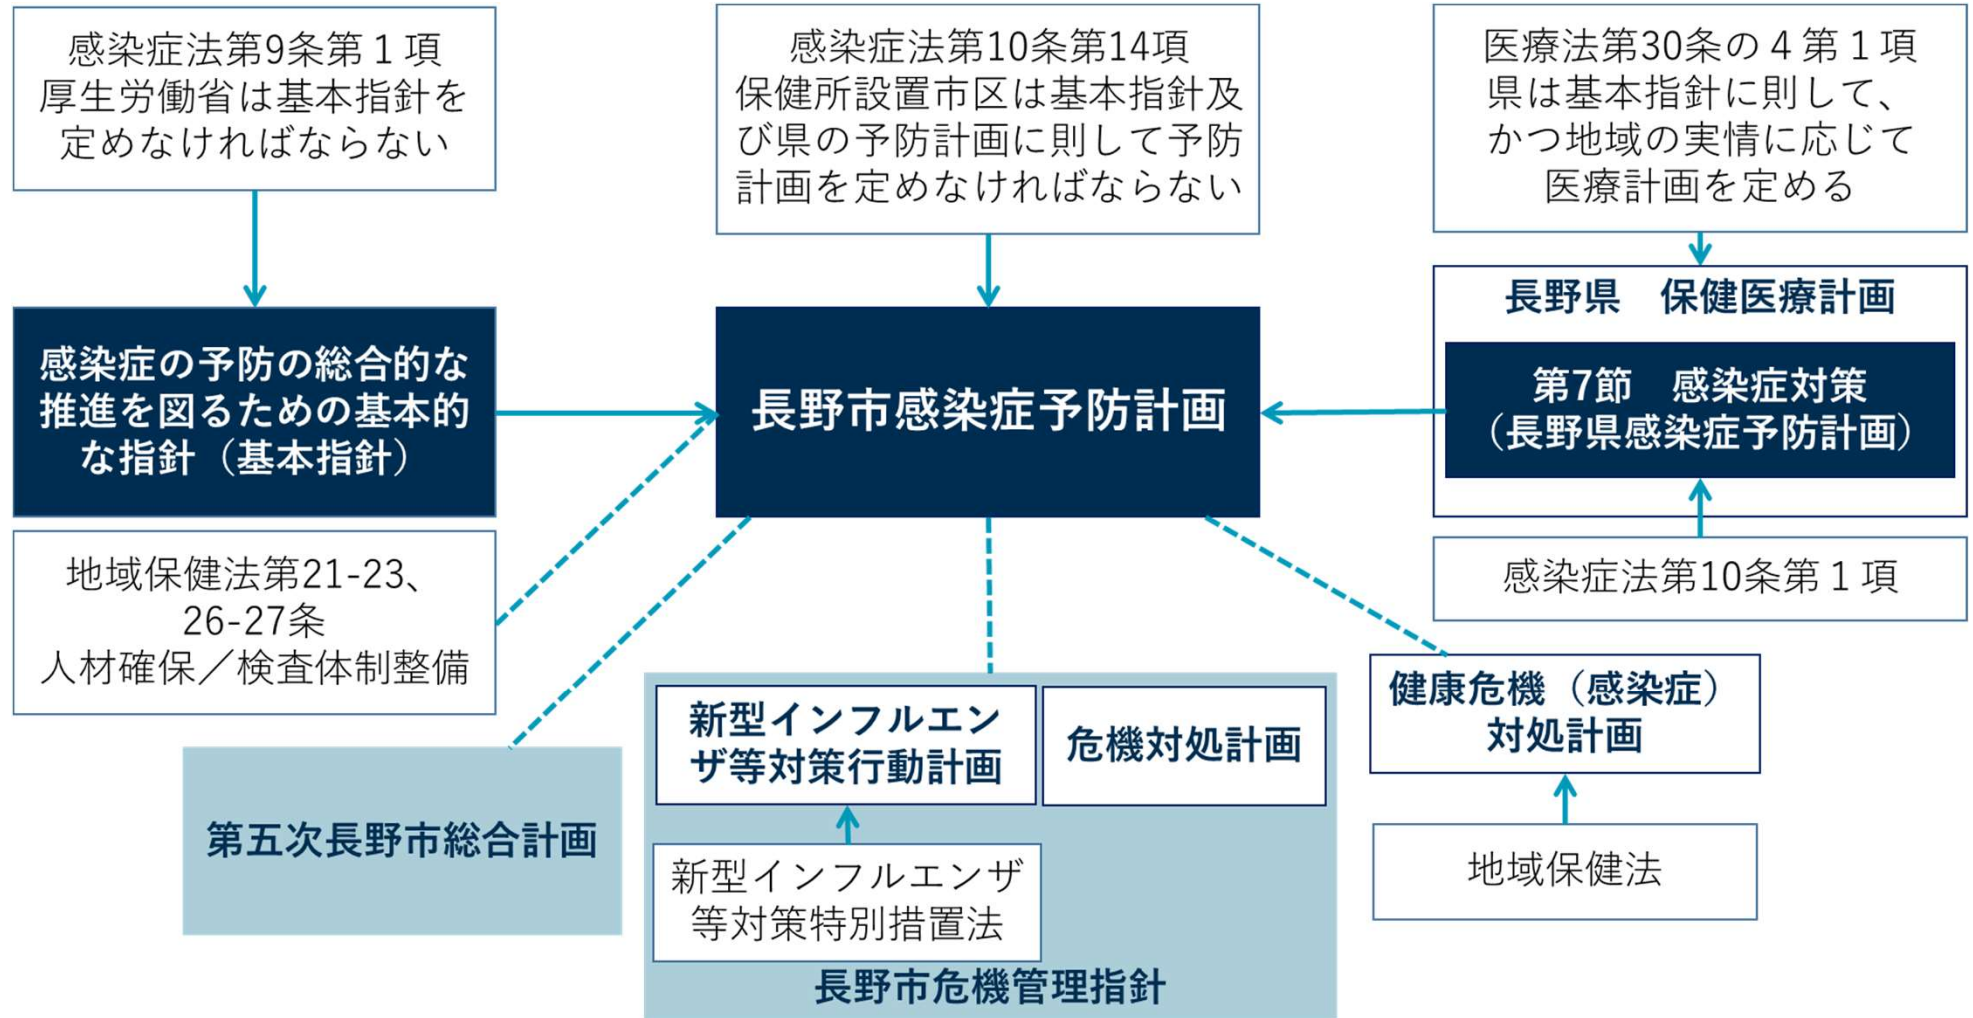 感染症法第9条第１項
厚生労働省は基本指針を
定めなければならない
感染症法第10条第14項
保健所設置市区は基本指針及
び県の予防計画に則して予防
計画を定めなければならない
医療法第30条の４第１項
県は基本指針に則して、
かつ地域の実情に応じて
医療計画を定める
感染症の予防の総合的な
推進を図るための基本的
な指針（基本指針）
長野市感染症予防計画
長野県　保健医療計画
第7節　感染症対策
（長野県感染症予防計画）
感染症法第10条第１項
地域保健法第21-23、
26-27条
人材確保／検査体制整備
第五次長野市総合計画
新型インフルエン
ザ等対策行動計画
危機対処計画
新型インフルエンザ
等対策特別措置法
長野市危機管理指針
健康危機（感染症）
対処計画
地域保健法